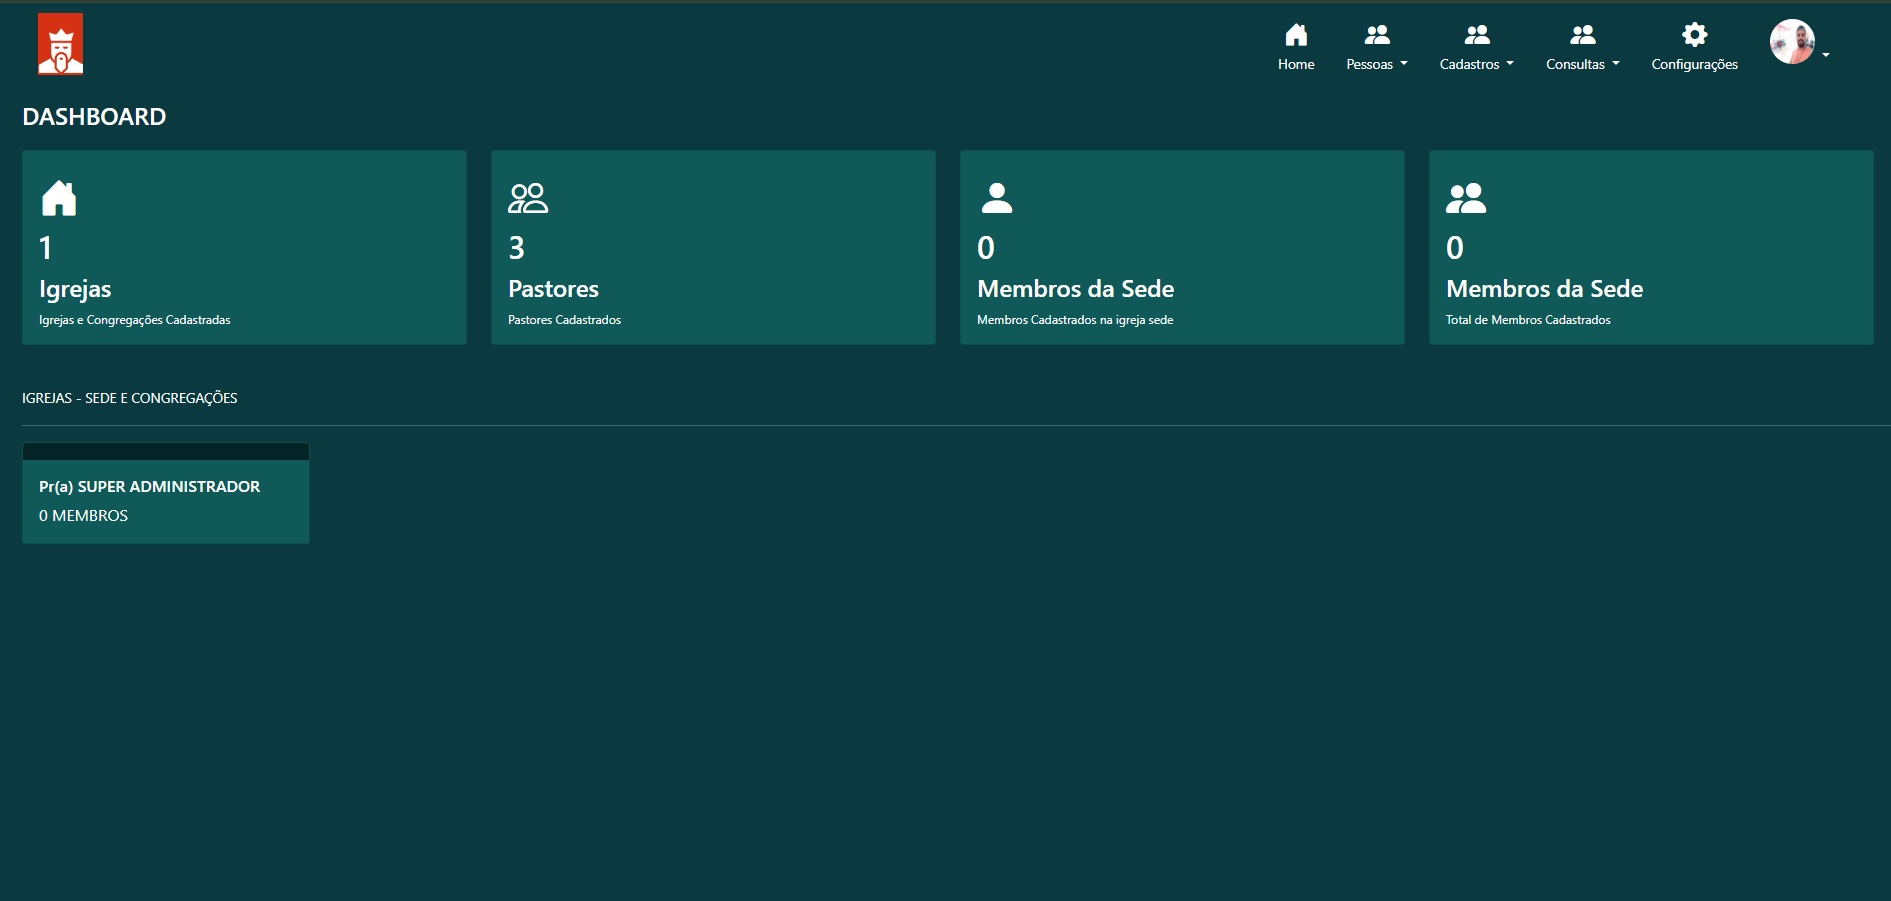 Home
Pessoas
Cadastros
Consultas
Configurações
DASHBOARD
1
Igrejas
Igrejas e Congregações Cadastradas
3
Pastores
Pastores Cadastrados
0
Membros da Sede
Membros Cadastrados na igreja sede
0
Membros da Sede
Total de Membros Cadastrados
IGREJAS - SEDE E CONGREGAÇÕES
Pr(a) SUPER ADMINISTRADOR
0 MEMBROS